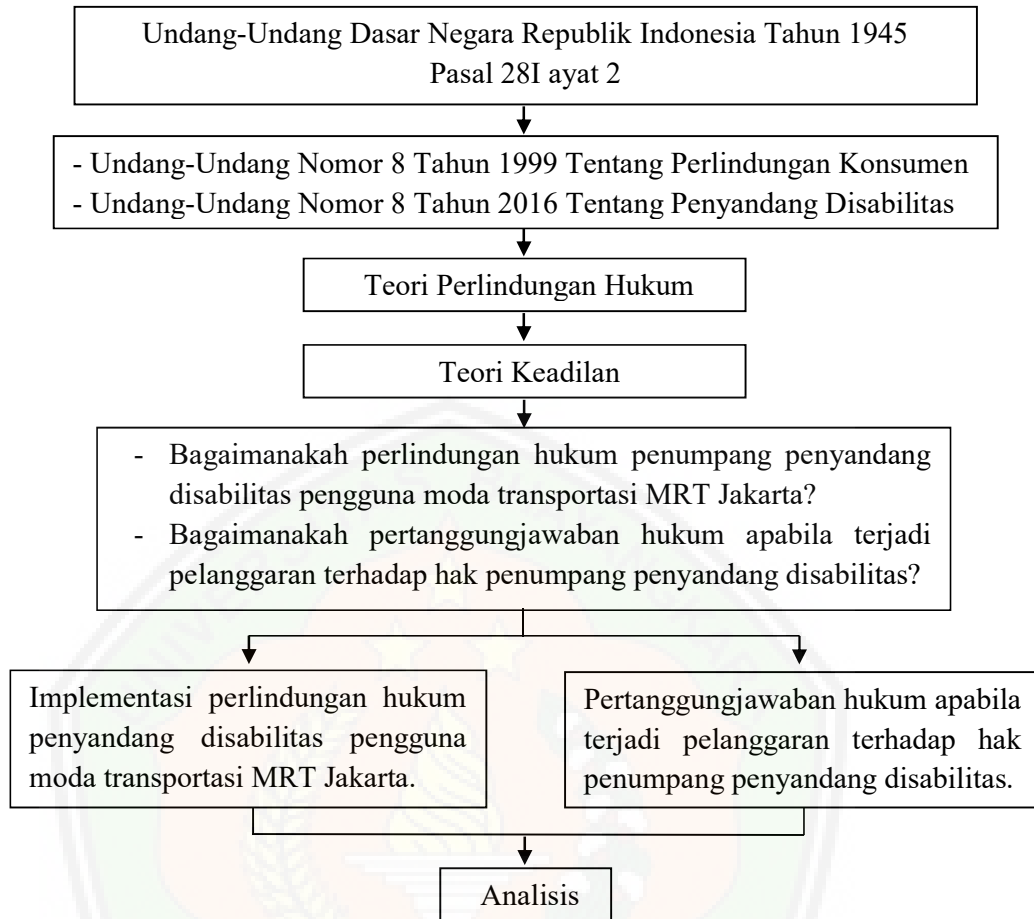 Undang-Undang Dasar Negara Republik Indonesia Tahun 1945
Pasal 28I ayat 2
- Undang-Undang Nomor 8 Tahun 1999 Tentang Perlindungan Konsumen
- Undang-Undang Nomor 8 Tahun 2016 Tentang Penyandang Disabilitas
Teori Perlindungan Hukum
Teori Keadilan
- Bagaimanakah perlindungan hukum penumpang penyandang
disabilitas pengguna moda transportasi MRT Jakarta?
- Bagaimanakah pertanggungjawaban hukum apabila terjadi
pelanggaran terhadap hak penumpang penyandang disabilitas?
Implementasi perlindungan hukum
penyandang disabilitas pengguna
moda transportasi MRT Jakarta.
Pertanggungjawaban hukum apabila
terjadi pelanggaran terhadap hak
penumpang penyandang disabilitas.
Analisis